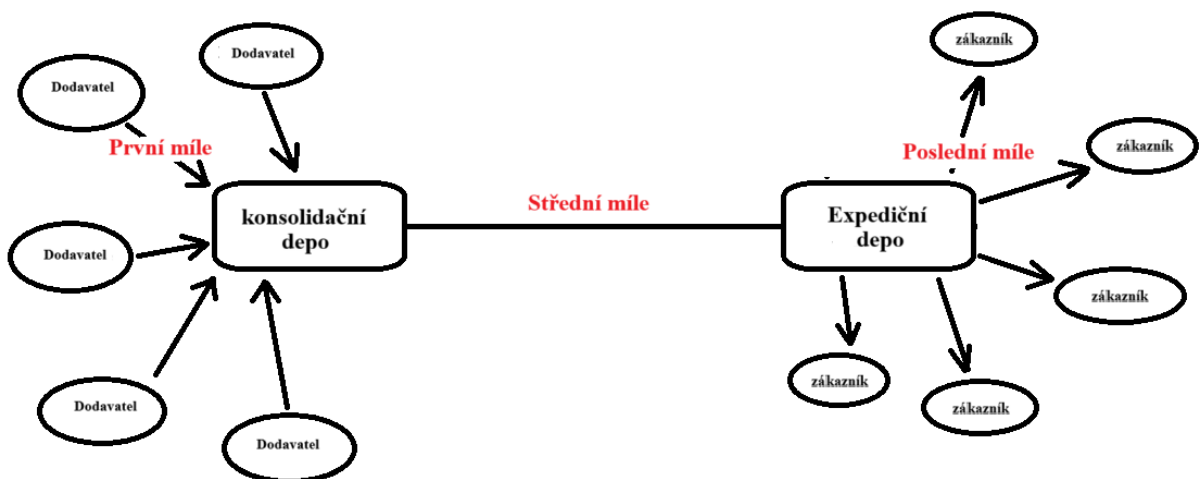 Dodavatel
zákazník
Dodavatel
První míle
Poslední míle
zákazník
konsolidační
depo
Střední míle
Expediční
depo
Dodavatel
zákazník
zákazník
Dodavatel
zákazník
Dodavatel